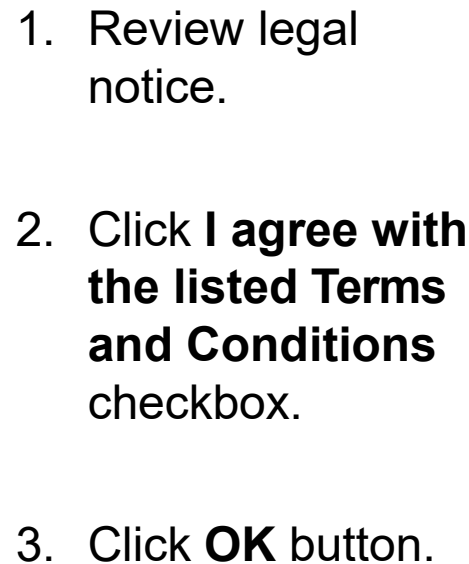 1. Review legal
notice.
2. Click I agree with
the listed Terms
and Conditions
checkbox.
3. Click OK button.